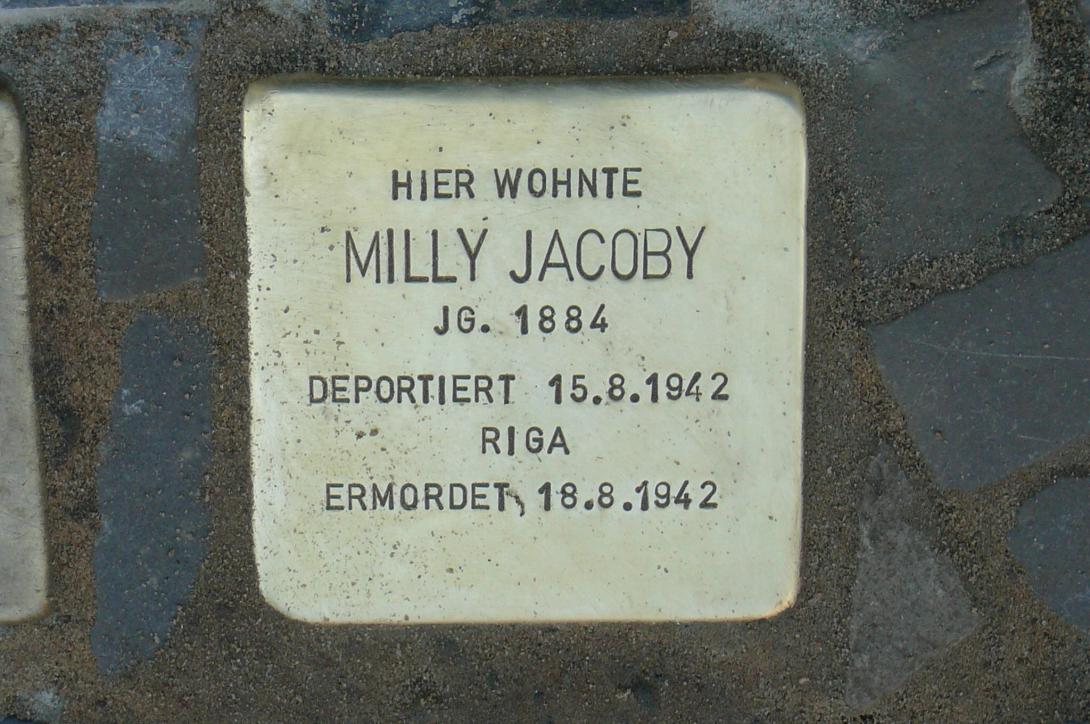 HIER WOHNTE
MILLY JACOBY
JG. 1884
DEPORTIERT 15.8.1942
RIGA
ERMORDET 18.8.1942